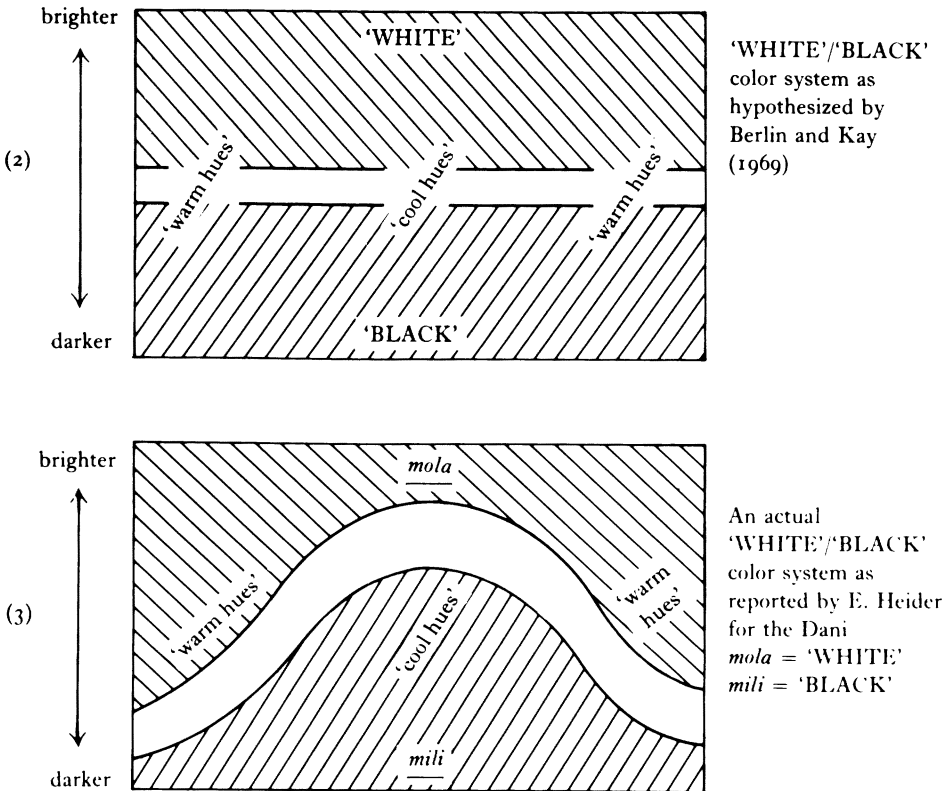 brighter
(2)
darker
‘WHITE’
‘warm hues’
‘cool hues’
‘warm hues’
‘BLACK’
‘WHITE’/‘BLACK’
color system as
hypothesized by
Berlin and Kay
(1969)
brighter
(3)
darker
mola
‘warm hues’
‘cool hues’
‘warm
hues’
mili
An actual
‘WHITE’/‘BLACK’
color system as
reported by E. Heider
for the Dani
mola = ‘WHITE’
mili = ‘BLACK’